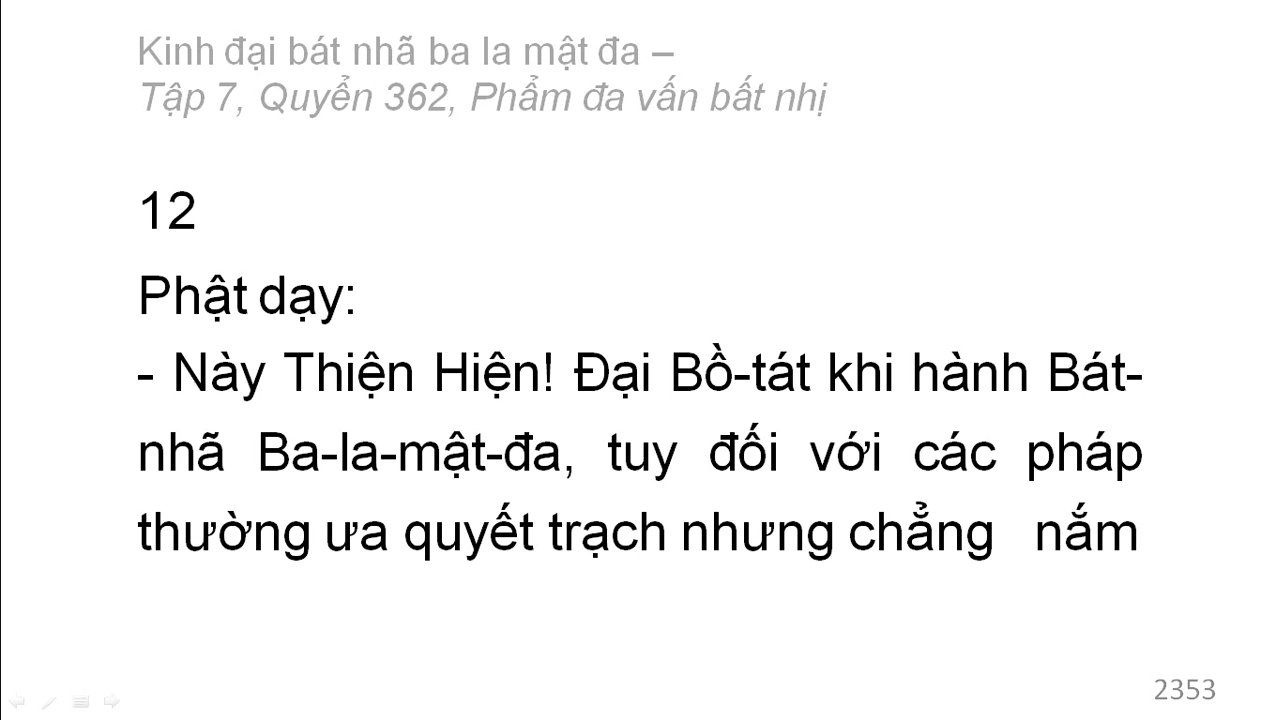 Kinh đại bát nhã ba la mật đa –
Tập 7, Quyển 362, Phẩm đa vấn bất nhị
12
Phật dạy:
- Này Thiện Hiện! Đại Bồ-tát khi hành Bát-
nhã Ba-la-mật-đa, tuy đối với các pháp
thường ưa quyết trạch nhưng chẳng nắm
2353